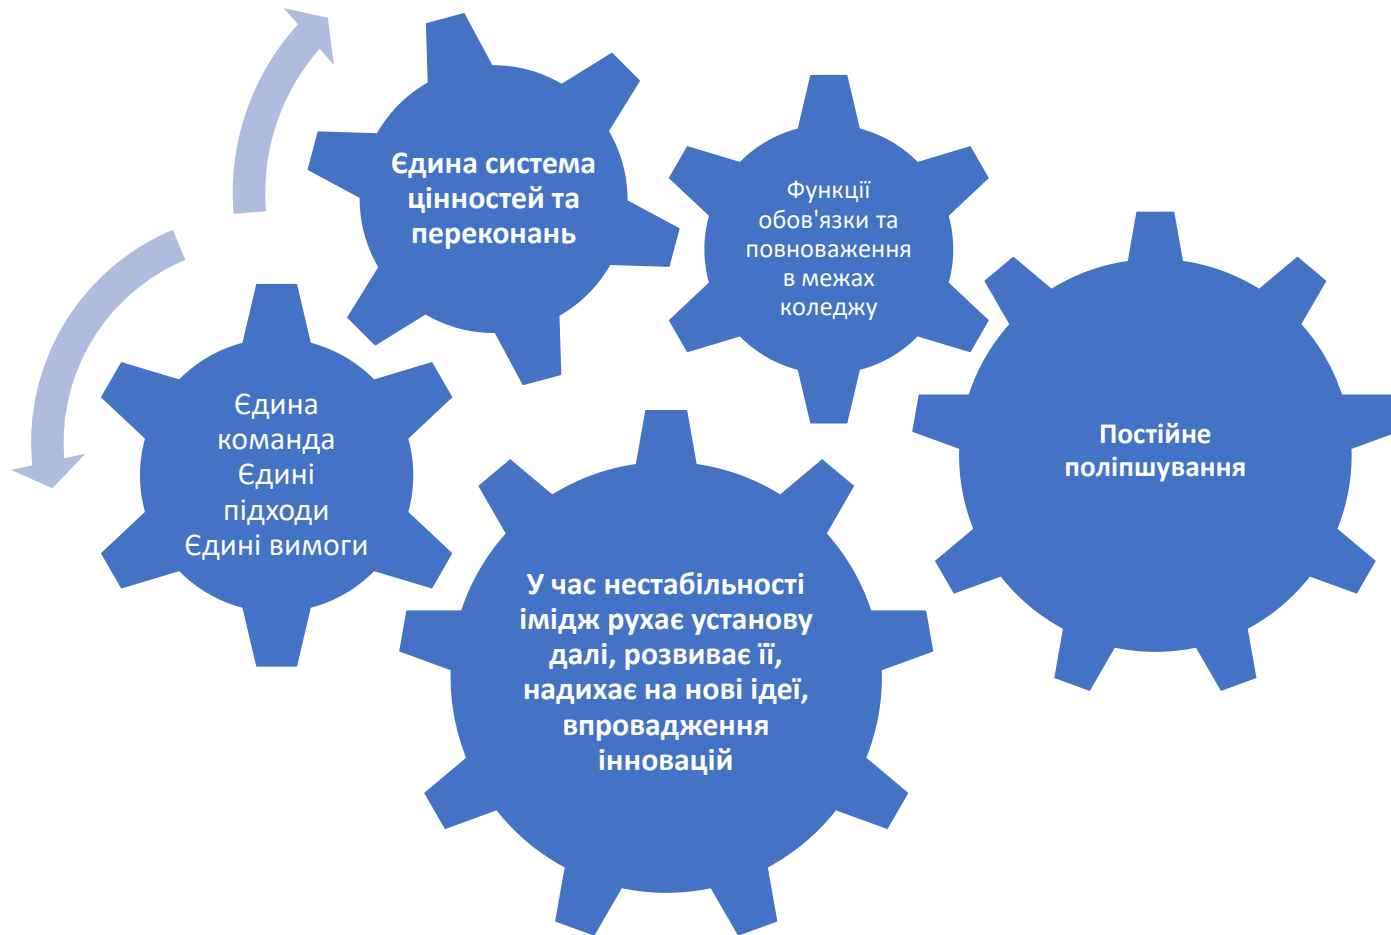 Єдина система
цінностей та
переконань
Функції
обов'язки та
повноваження
в межах
коледжу
Постійне
поліпшування
Єдина
команда
Єдині
підходи
Єдині вимоги
У час нестабільності
імідж рухає установу
далі, розвиває її,
надихає на нові ідеї,
впровадження
інновацій